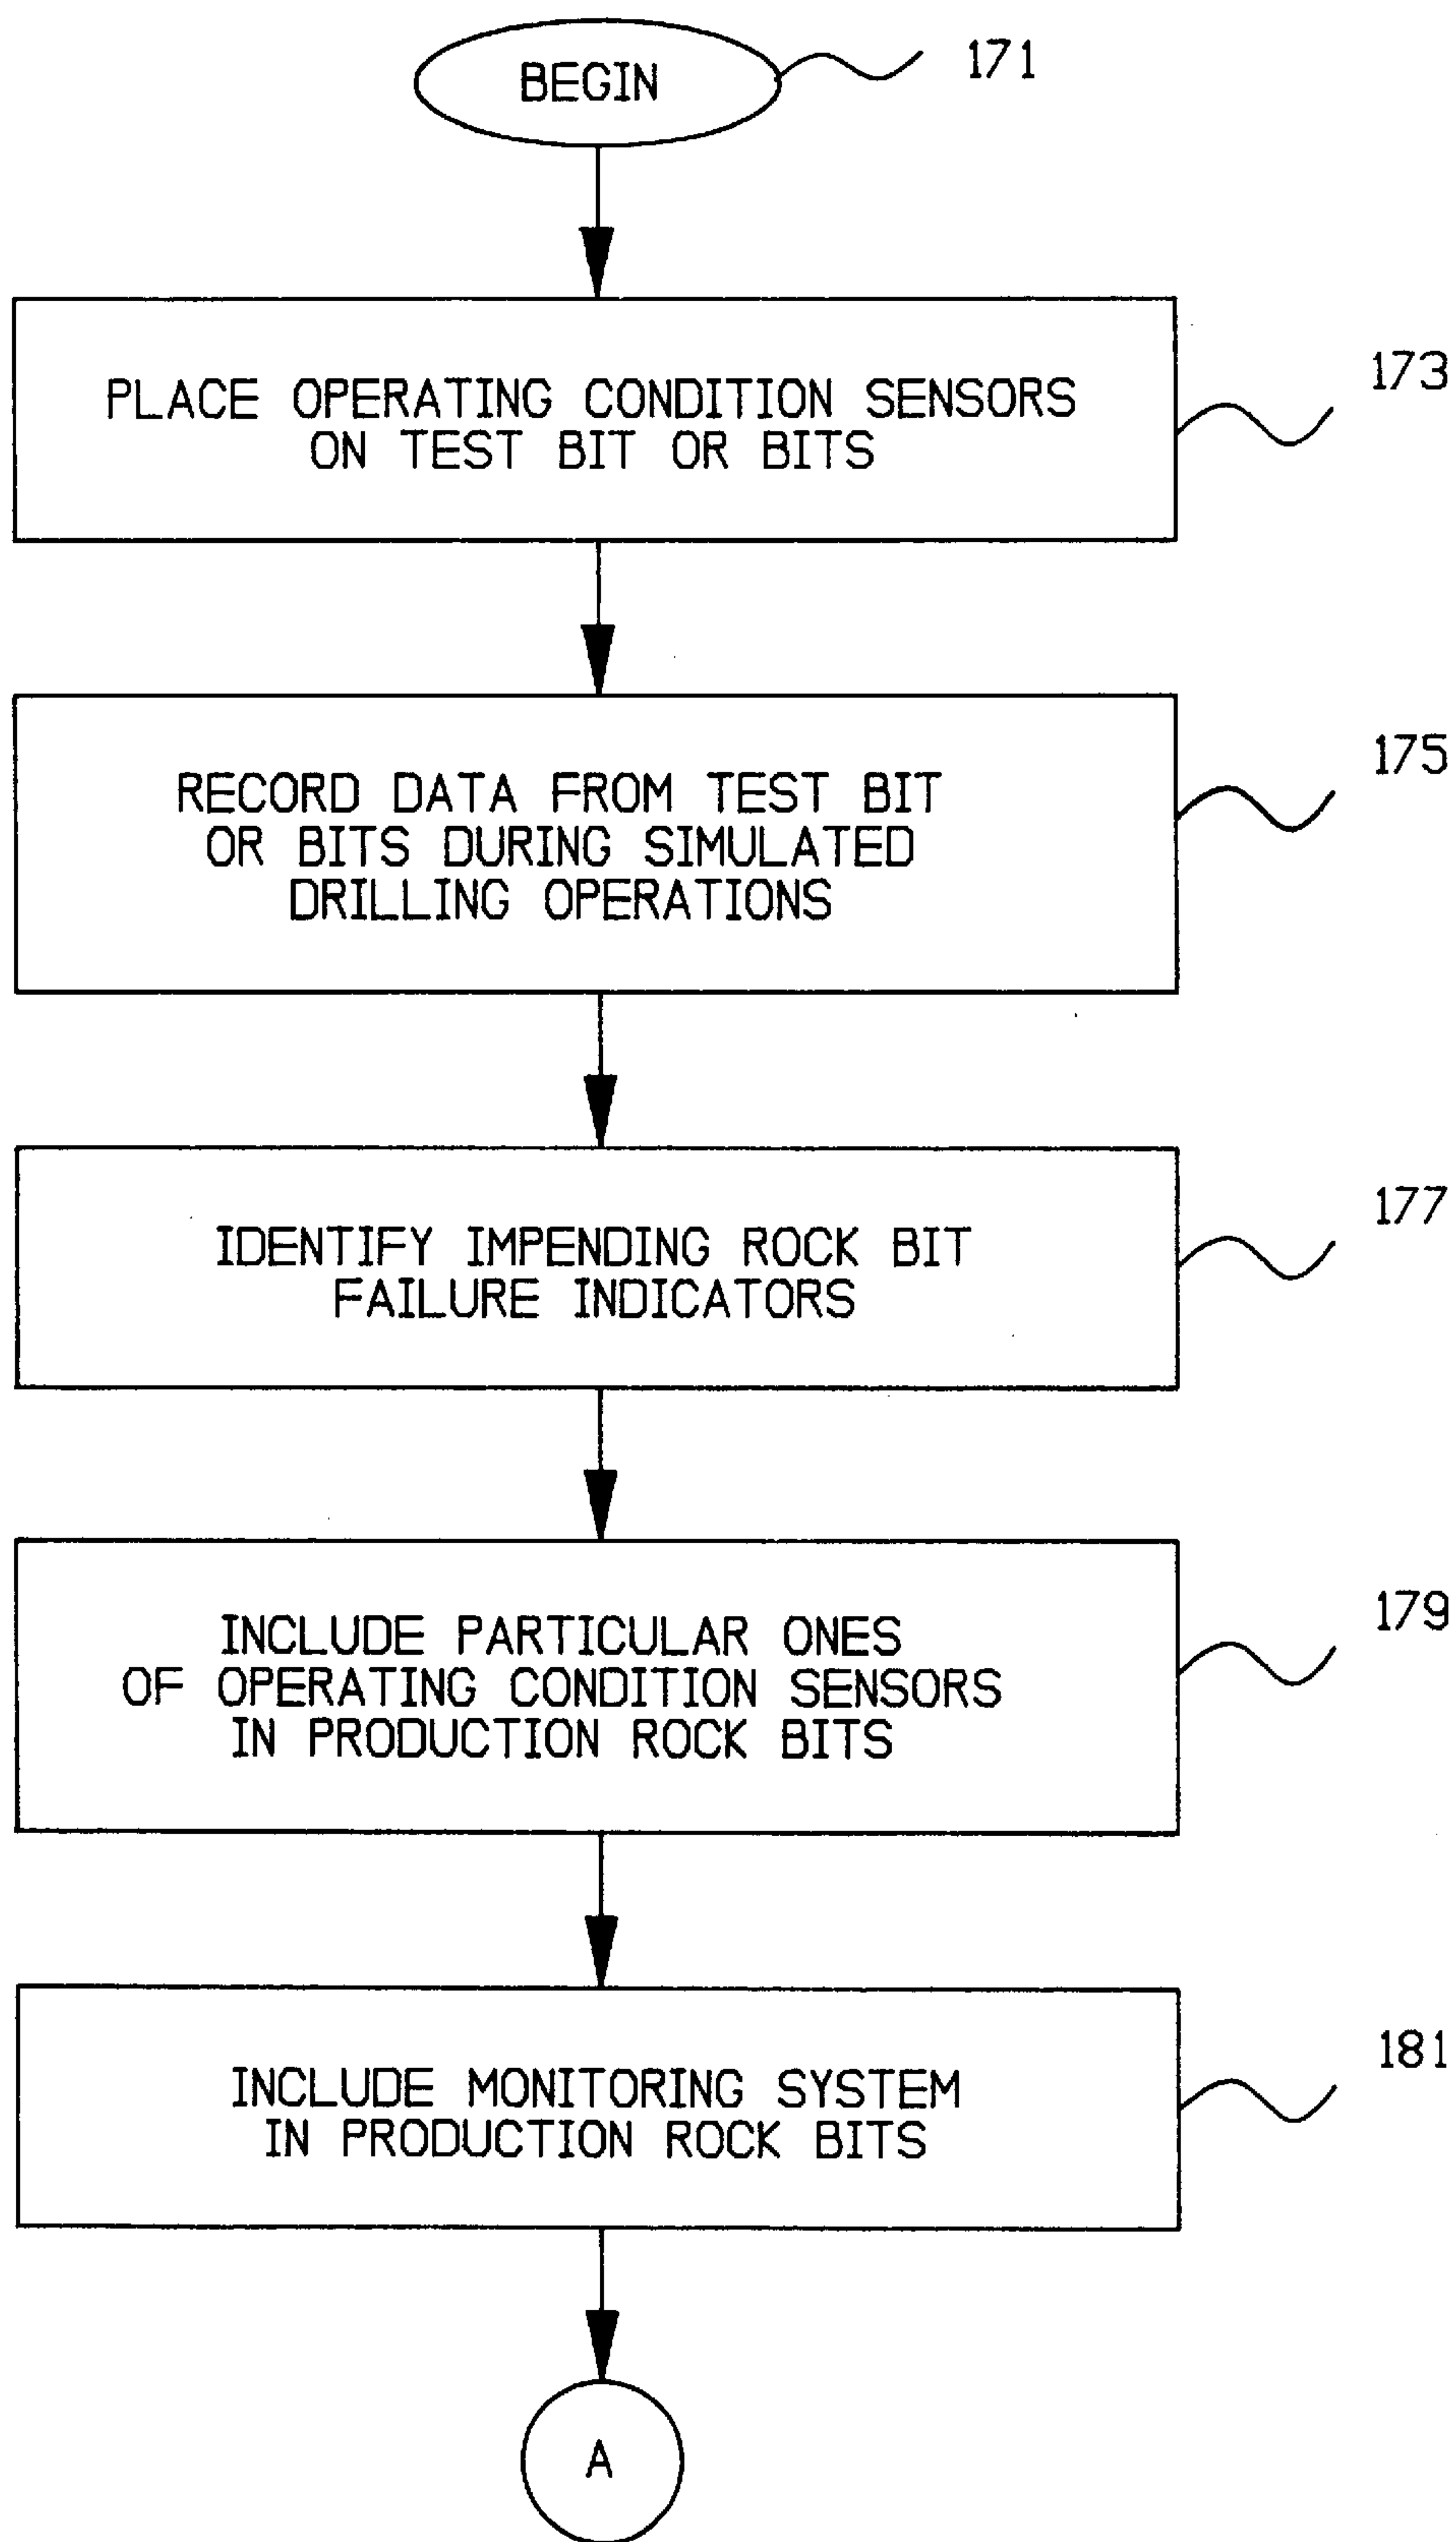 BEGIN
171
PLACE OPERATING CONDITION SENSORS
ON TEST BIT OR BITS
173
RECORD DATA FROM TEST BIT
OR BITS DURING SIMULATED
DRILLING OPERATIONS
175
IDENTIFY IMPENDING ROCK BIT
FAILURE INDICATORS
177
INCLUDE PARTICULAR ONES
OF OPERATING CONDITION SENSORS
IN PRODUCTION ROCK BITS
179
INCLUDE MONITORING SYSTEM
IN PRODUCTION ROCK BITS
181
A